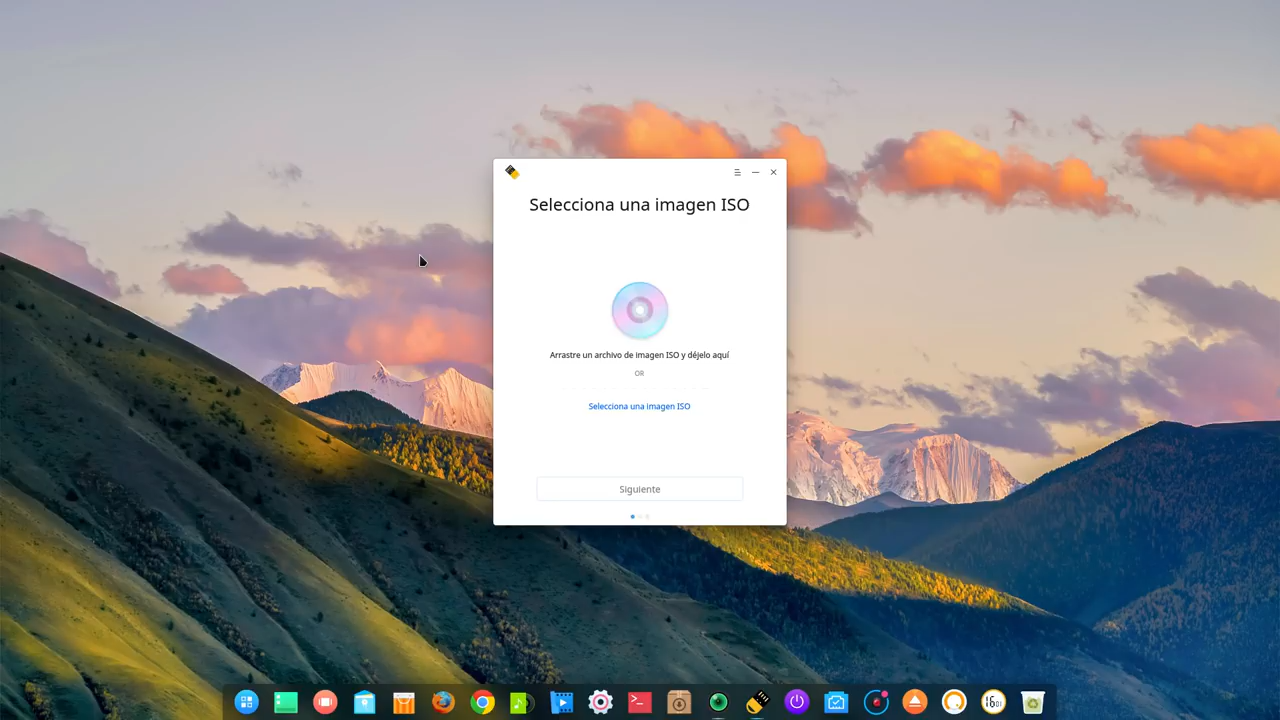 Selecciona una imagen ISO
Arrastre un archivo de imagen ISO y déjelo aquí
OR
Selecciona una imagen ISO
Siguiente